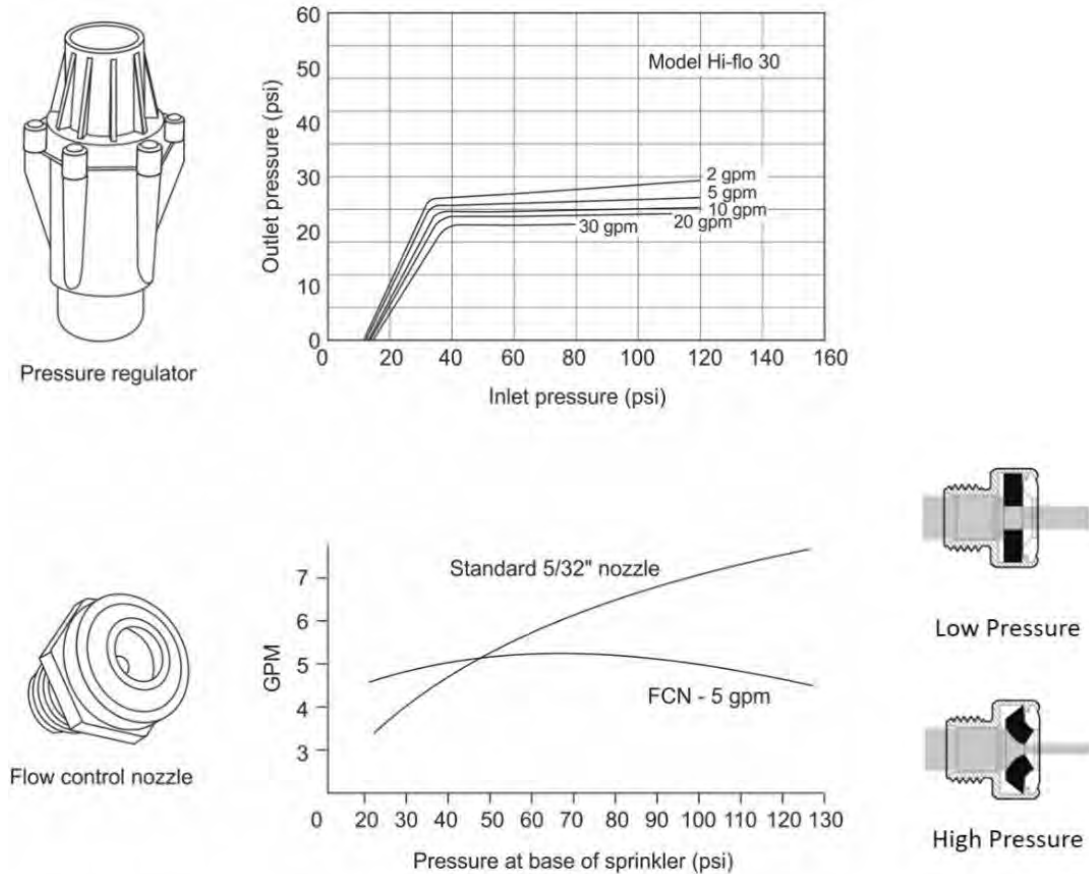 Pressure regulator
Outlet pressure (psi)
60
50
40
30
20
10
0
Model Hi-flo 30
2 gpm
5 gpm
10 gpm
20 gpm
30 gpm
0 20 40 60 80 100 120 140 160
Inlet pressure (psi)
Flow control nozzle
GPM
7
6
5
4
3
Standard 5/32" nozzle
FCN - 5 gpm
0 20 30 40 50 60 70 80 90 100 110 120 130
Pressure at base of sprinkler (psi)
Low Pressure
High Pressure